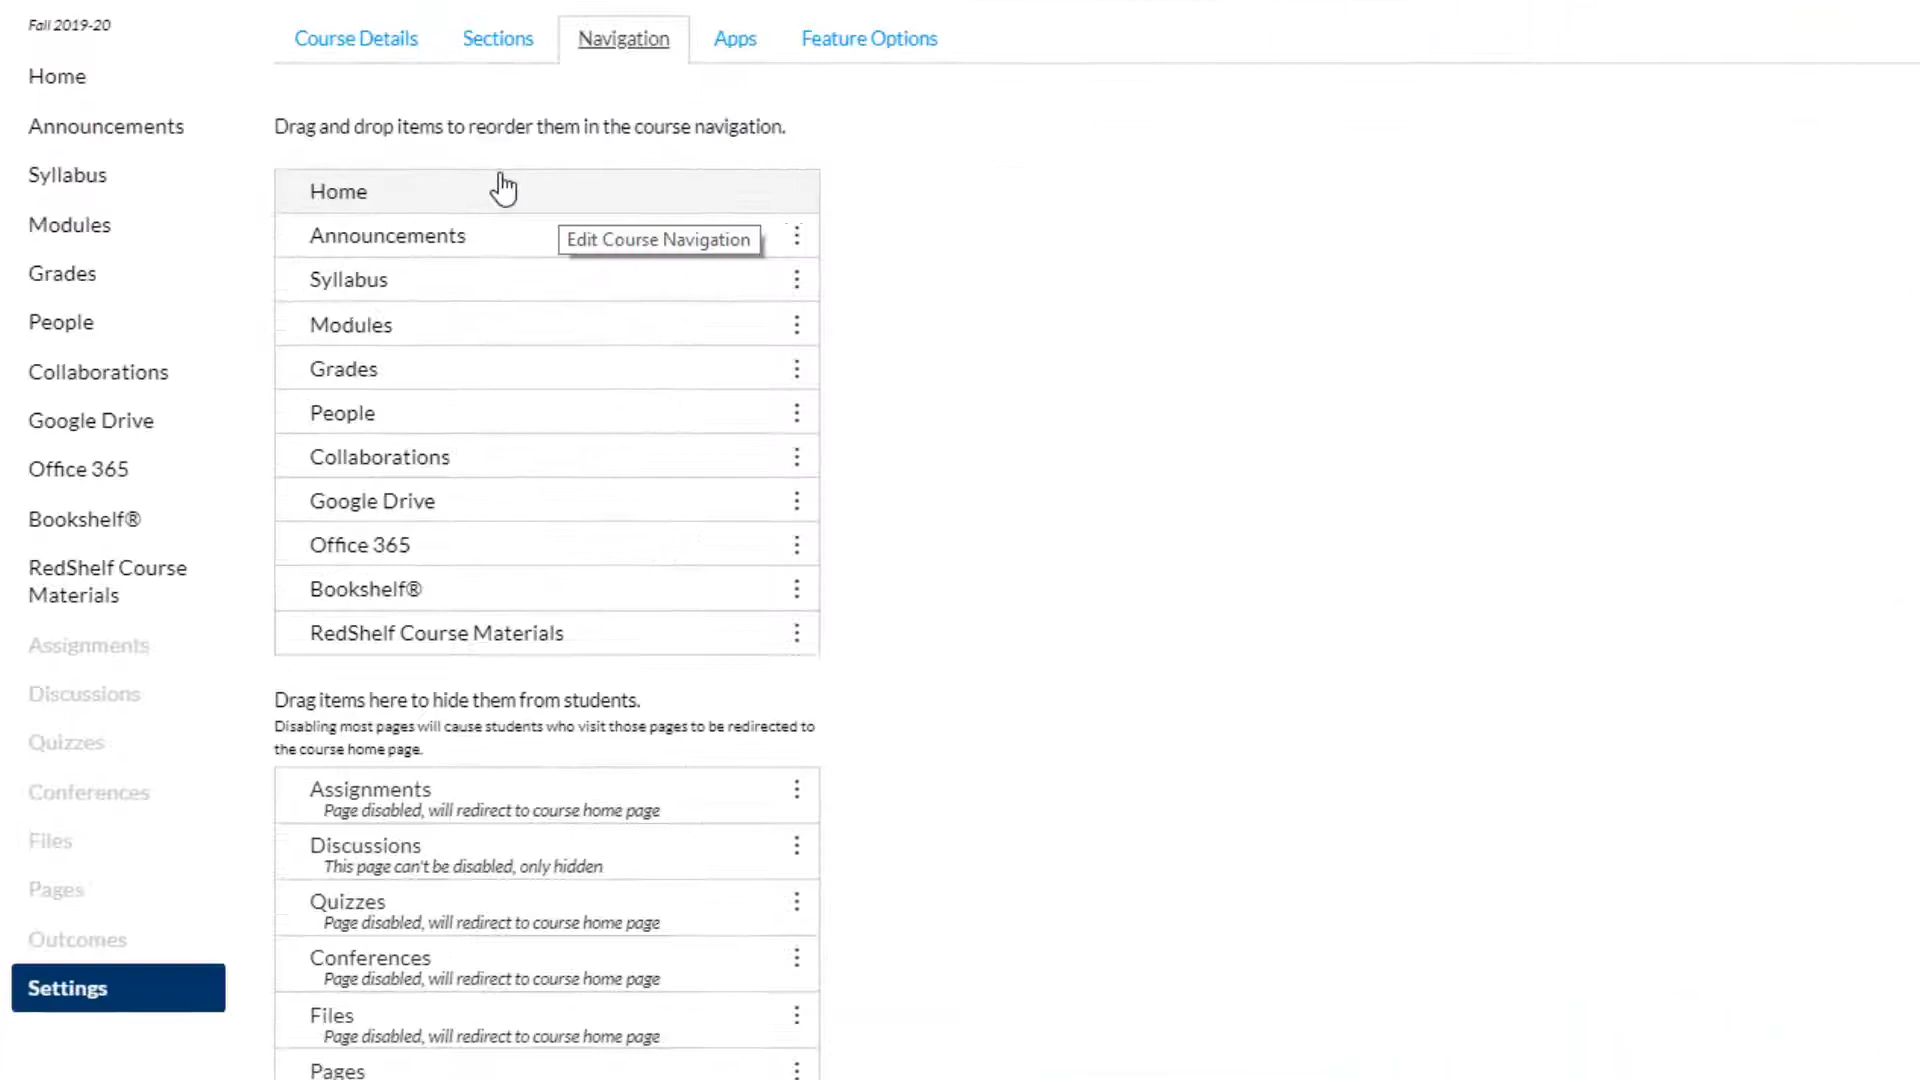 Fall 2019-20
Home
Announcements
Syllabus
Modules
Grades
People
Collaborations
Google Drive
Office 365
Bookshelf®
RedShelf Course
Materials
Assignments
Discussions
Quizzes
Conferences
Files
Pages
Outcomes
Settings
Course Details
Sections
Navigation
Apps
Feature Options
Drag and drop items to reorder them in the course navigation.
Home
Announcements
Edit Course Navigation
Syllabus
Modules
Grades
People
Collaborations
Google Drive
Office 365
Bookshelf®
RedShelf Course Materials
Drag items here to hide them from students.
Disabling most pages will cause students who visit those pages to be redirected to
the course home page.
Assignments
Page disabled, will redirect to course home page
Discussions
This page can't be disabled, only hidden
Quizzes
Page disabled, will redirect to course home page
Conferences
Page disabled, will redirect to course home page
Files
Page disabled, will redirect to course home page
Pages